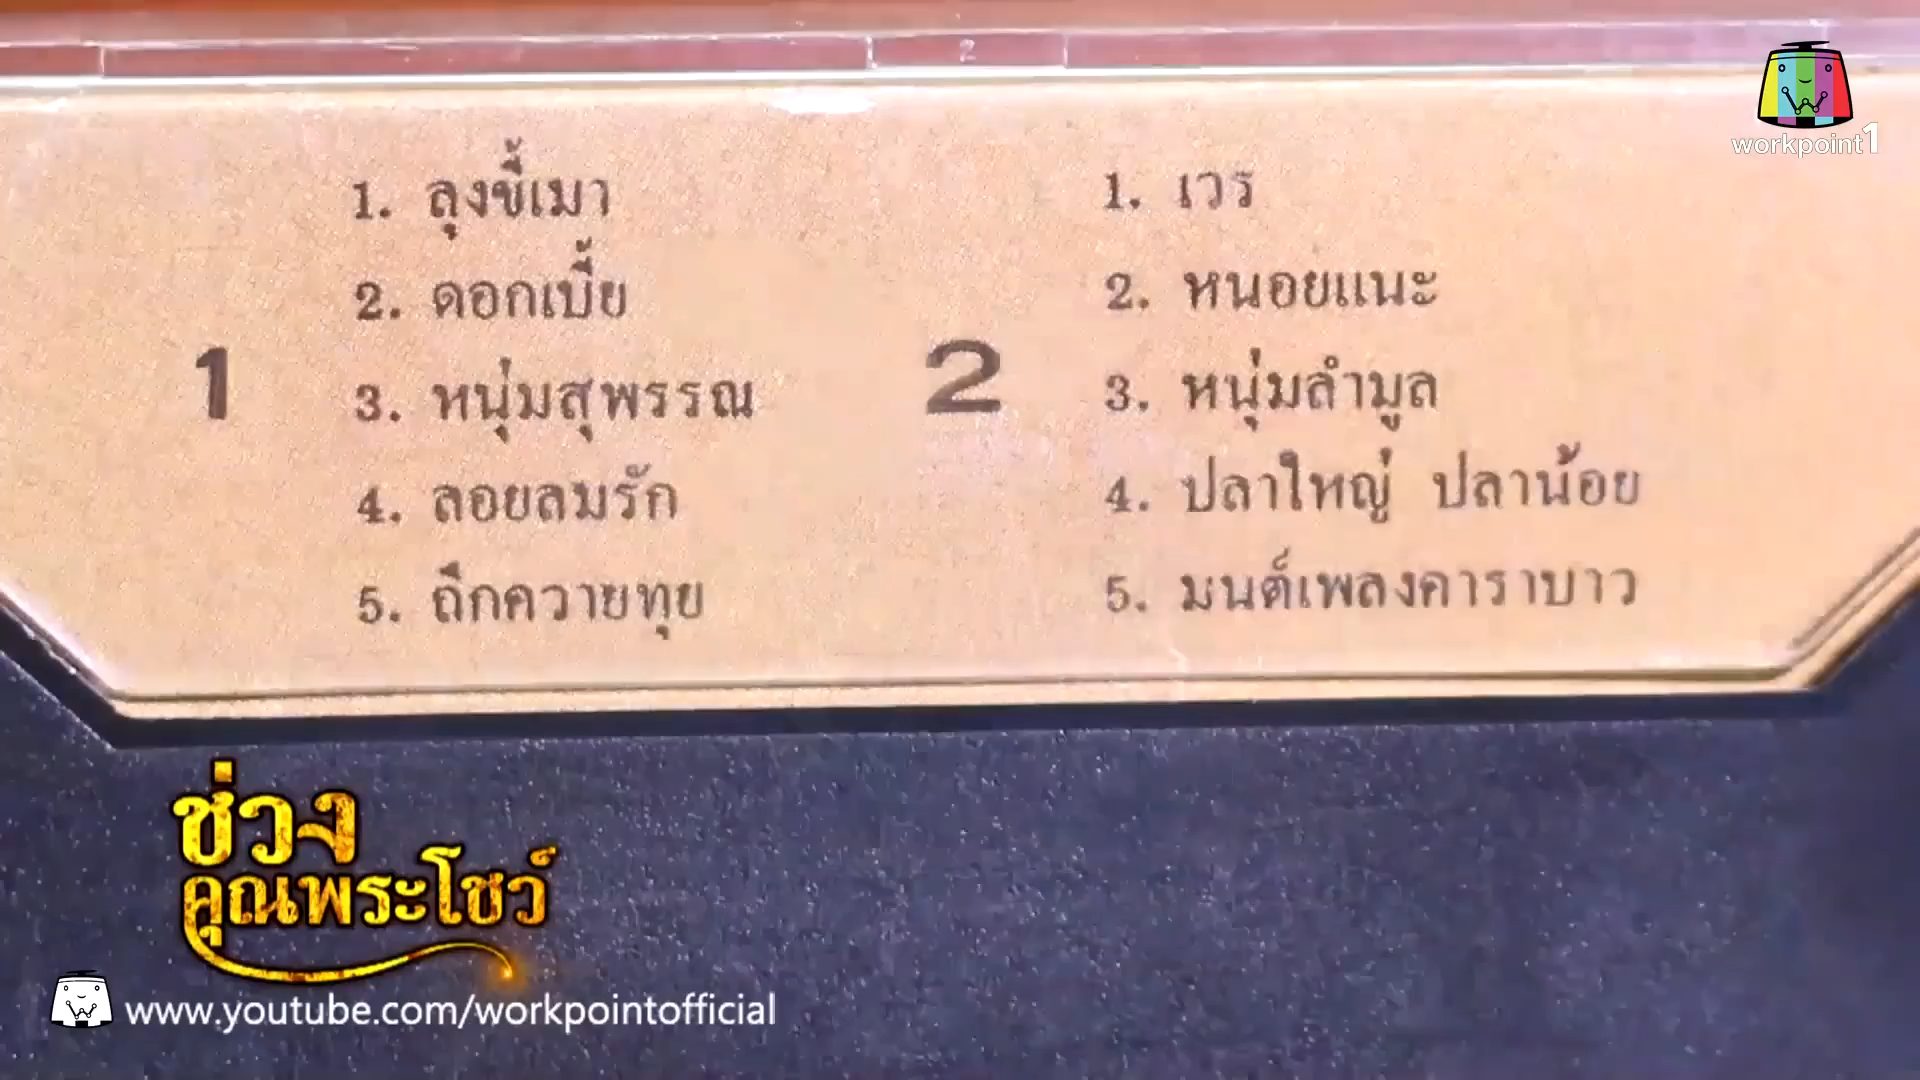 2
workpoint1
1
1. ลุงขี้เมา
2. ดอกเบี้ย
3. หนุ่มสุพรรณ
4. ลอยลมรัก
5. ถึกควายทุย
2
1. เวร
2. หนอยแนะ
3. หนุ่มลำมูล
4. ปลาใหญ่ ปลาน้อย
5. มนต์เพลงคาราบาว
ช่วง
คุณพระโชว์
www.youtube.com/workpointofficial